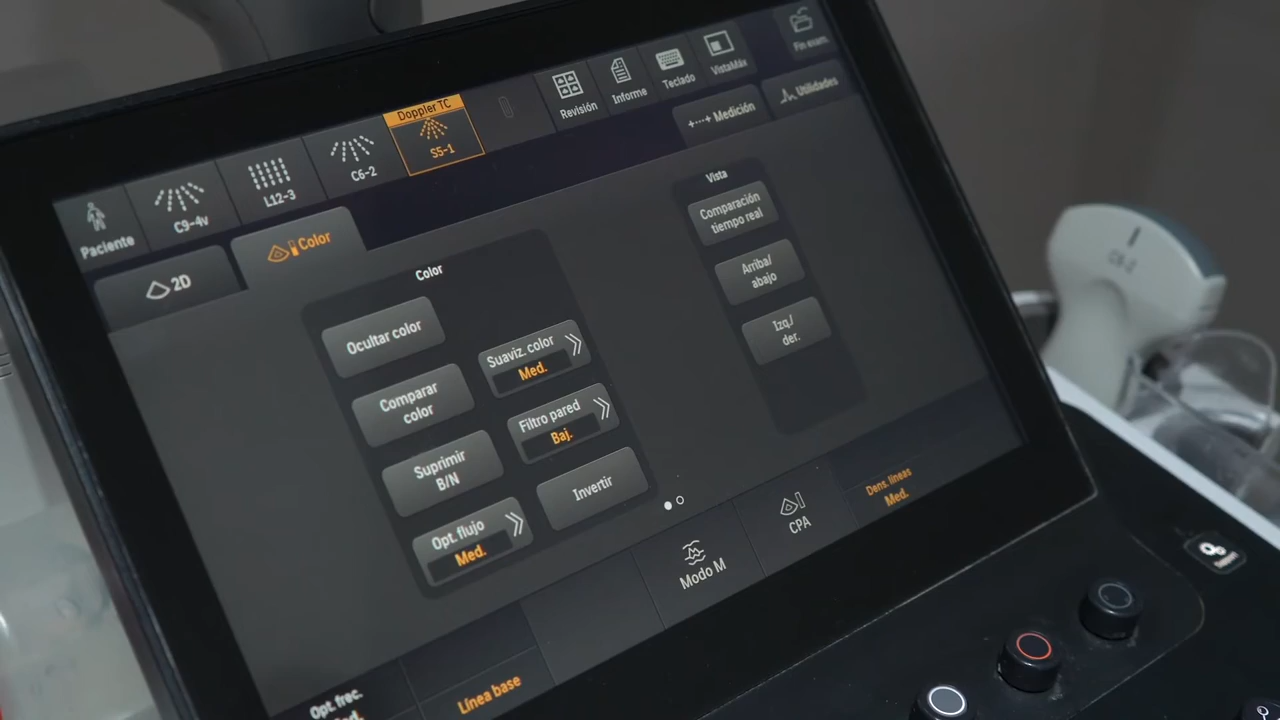 Paciente
C9-4v
L12-3
C6-2
Doppler TC
S5-1
Revisión
Informe
Teclado
VistaMáx
Fin exam.
Medición
Utilidades
2D
Color
Color
Ocultar color
Comparar
color
Suprimir
B/N
Opt. flujo
Med.
Suaviz. color
Med.
Filtro pared
Baj.
Invertir
Vista
Comparación
tiempo real
Arriba/
abajo
Izq./
der.
Opt. frec.
Línea base
Modo M
CPA
Dens. líneas
Med.